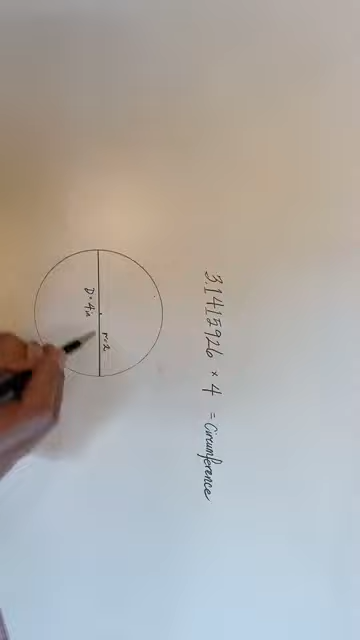 3.1415926 × 4 = Circumference
r=2
D=4in